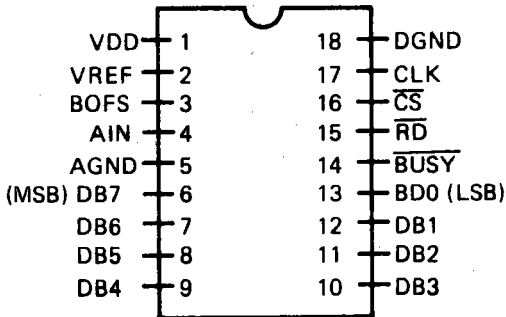 VDD 1 18 DGND
VREF 2 17 CLK
BOFS 3 16 CS
AIN 4 15 RD
AGND 5 14 BUSY
(MSB) DB7 6 13 BD0 (LSB)
DB6 7 12 DB1
DB5 8 11 DB2
DB4 9 10 DB3